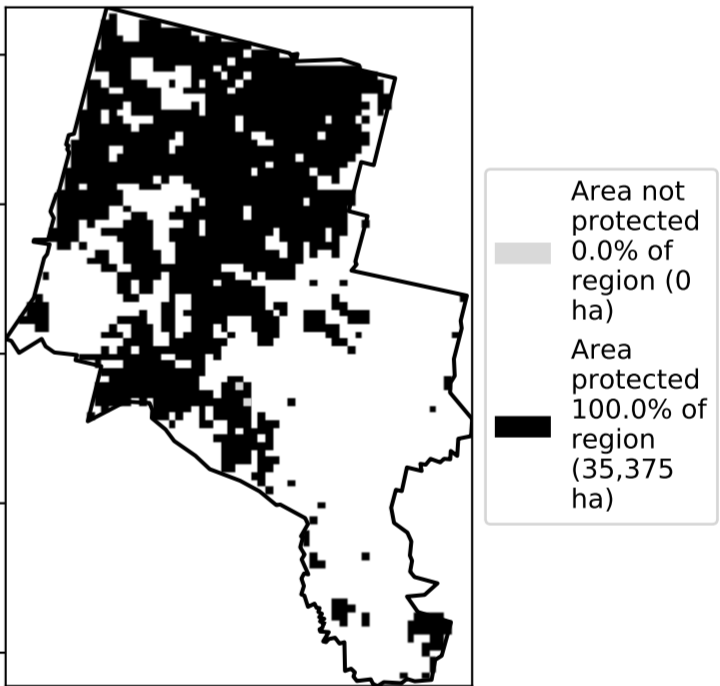 Area not
protected
0.0% of
region (0
ha)
Area
protected
100.0% of
region
(35,375
ha)